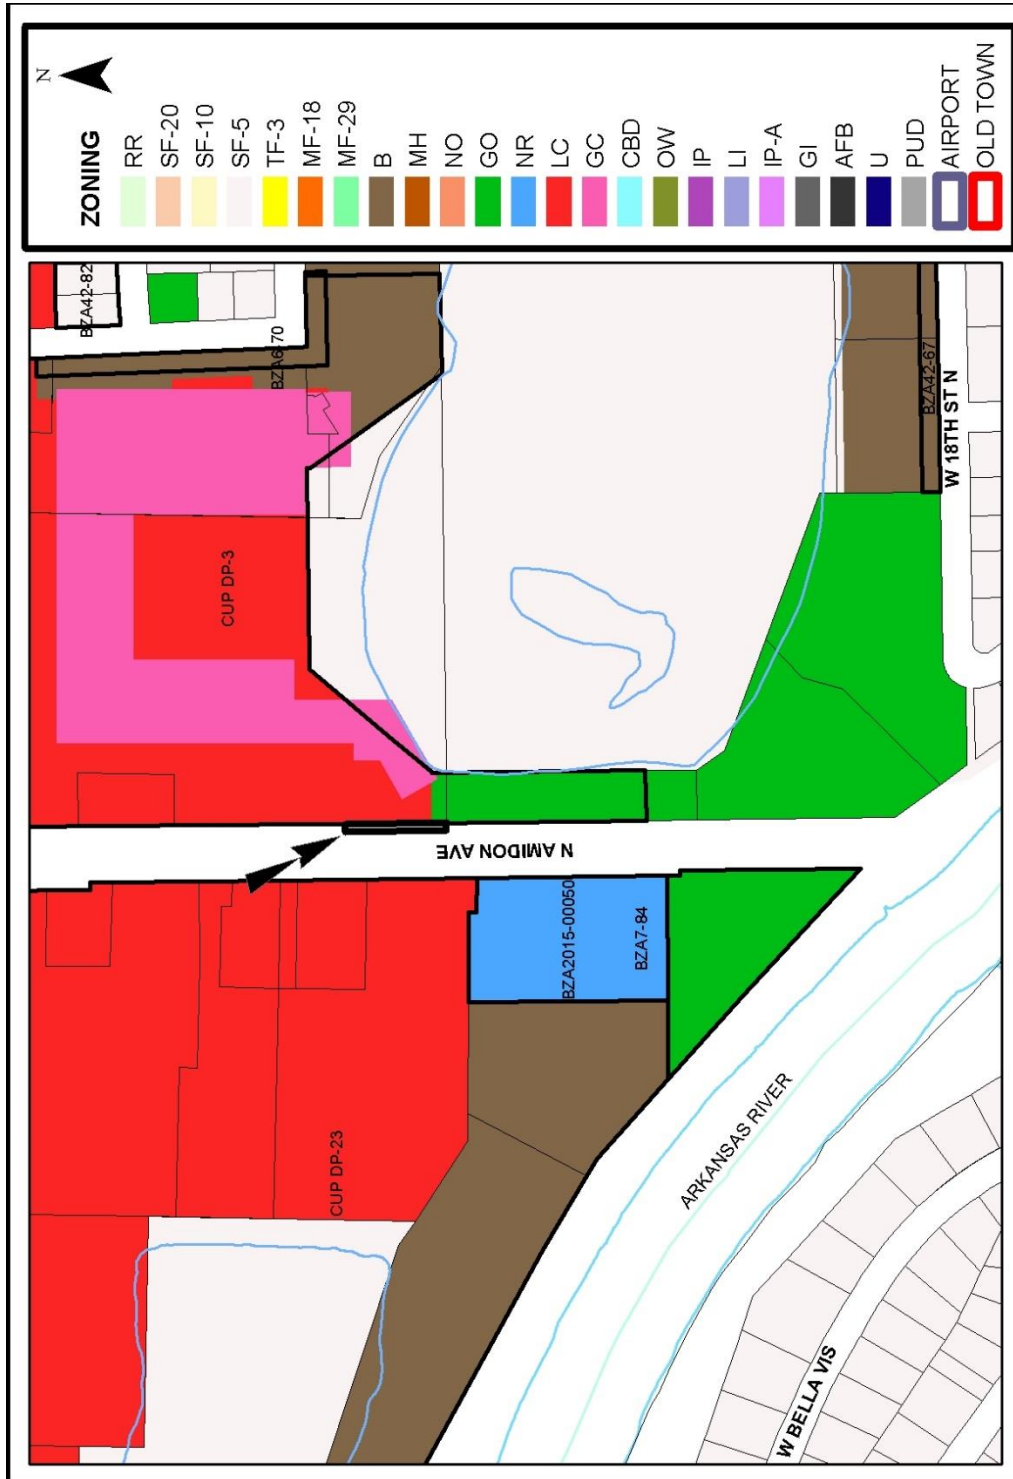 N
ZONING
RR
SF-20
SF-10
SF-5
TF-3
MF-18
MF-29
B
MH
NO
GO
NR
LC
GC
CBD
OW
IP
LI
IP-A
GI
AFB
U
PUD
AIRPORT
OLD TOWN
BZA42-82
BZA6-70
CUP DP-3
BZA42-67
W 18TH ST N
N AMIDON AVE
BZA2015-00050
BZA7-84
CUP DP-23
ARKANSAS RIVER
W BELLA VIS